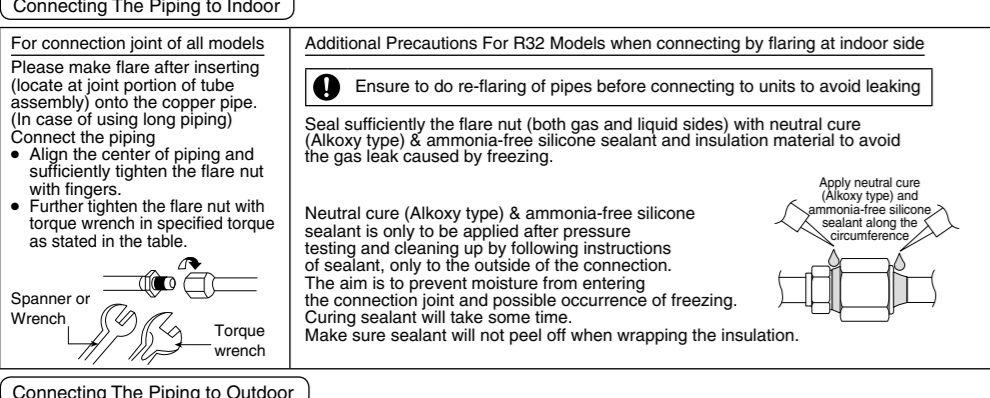 Connecting The Piping to Indoor
For connection joint of all models
Please make flare after inserting
(locate at joint portion of tube
assembly) onto the copper pipe.
(In case of using long piping)
Connect the piping
• Align the center of piping and
sufficiently tighten the flare nut
with fingers.
• Further tighten the flare nut with
torque wrench in specified torque
as stated in the table.
Spanner or
Wrench
Torque
wrench
Additional Precautions For R32 Models when connecting by flaring at indoor side
Ensure to do re-flaring of pipes before connecting to units to avoid leaking
Seal sufficiently the flare nut (both gas and liquid sides) with neutral cure
(Alkoxy type) & ammonia-free silicone sealant and insulation material to avoid
the gas leak caused by freezing.
Neutral cure (Alkoxy type) & ammonia-free silicone
sealant is only to be applied after pressure
testing and cleaning up by following instructions
of sealant, only to the outside of the connection.
The aim is to prevent moisture from entering
the connection joint and possible occurrence of freezing.
Curing sealant will take some time.
Make sure sealant will not peel off when wrapping the insulation.
Apply neutral cure
(Alkoxy type) and
ammonia-free silicone
sealant along the
circumference
Connecting The Piping to Outdoor